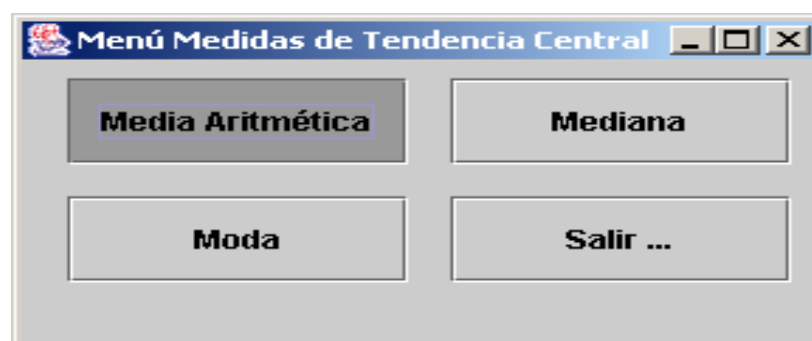 Menú Medidas de Tendencia Central
Media Aritmética
Mediana
Moda
Salir ...